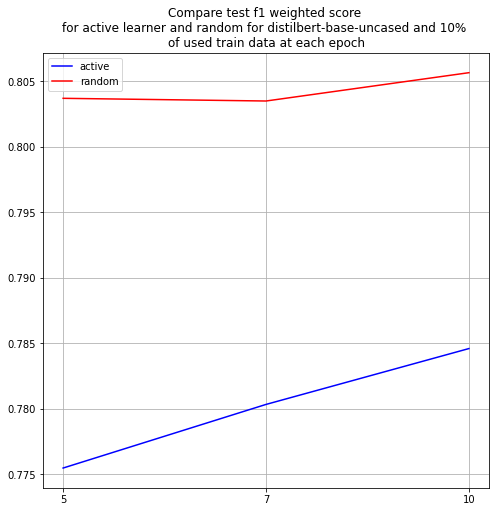 Compare test f1 weighted score
for active learner and random for distilbert-base-uncased and 10%
of used train data at each epoch
active
random
0.805
0.800
0.795
0.790
0.785
0.780
0.775
5 7 10